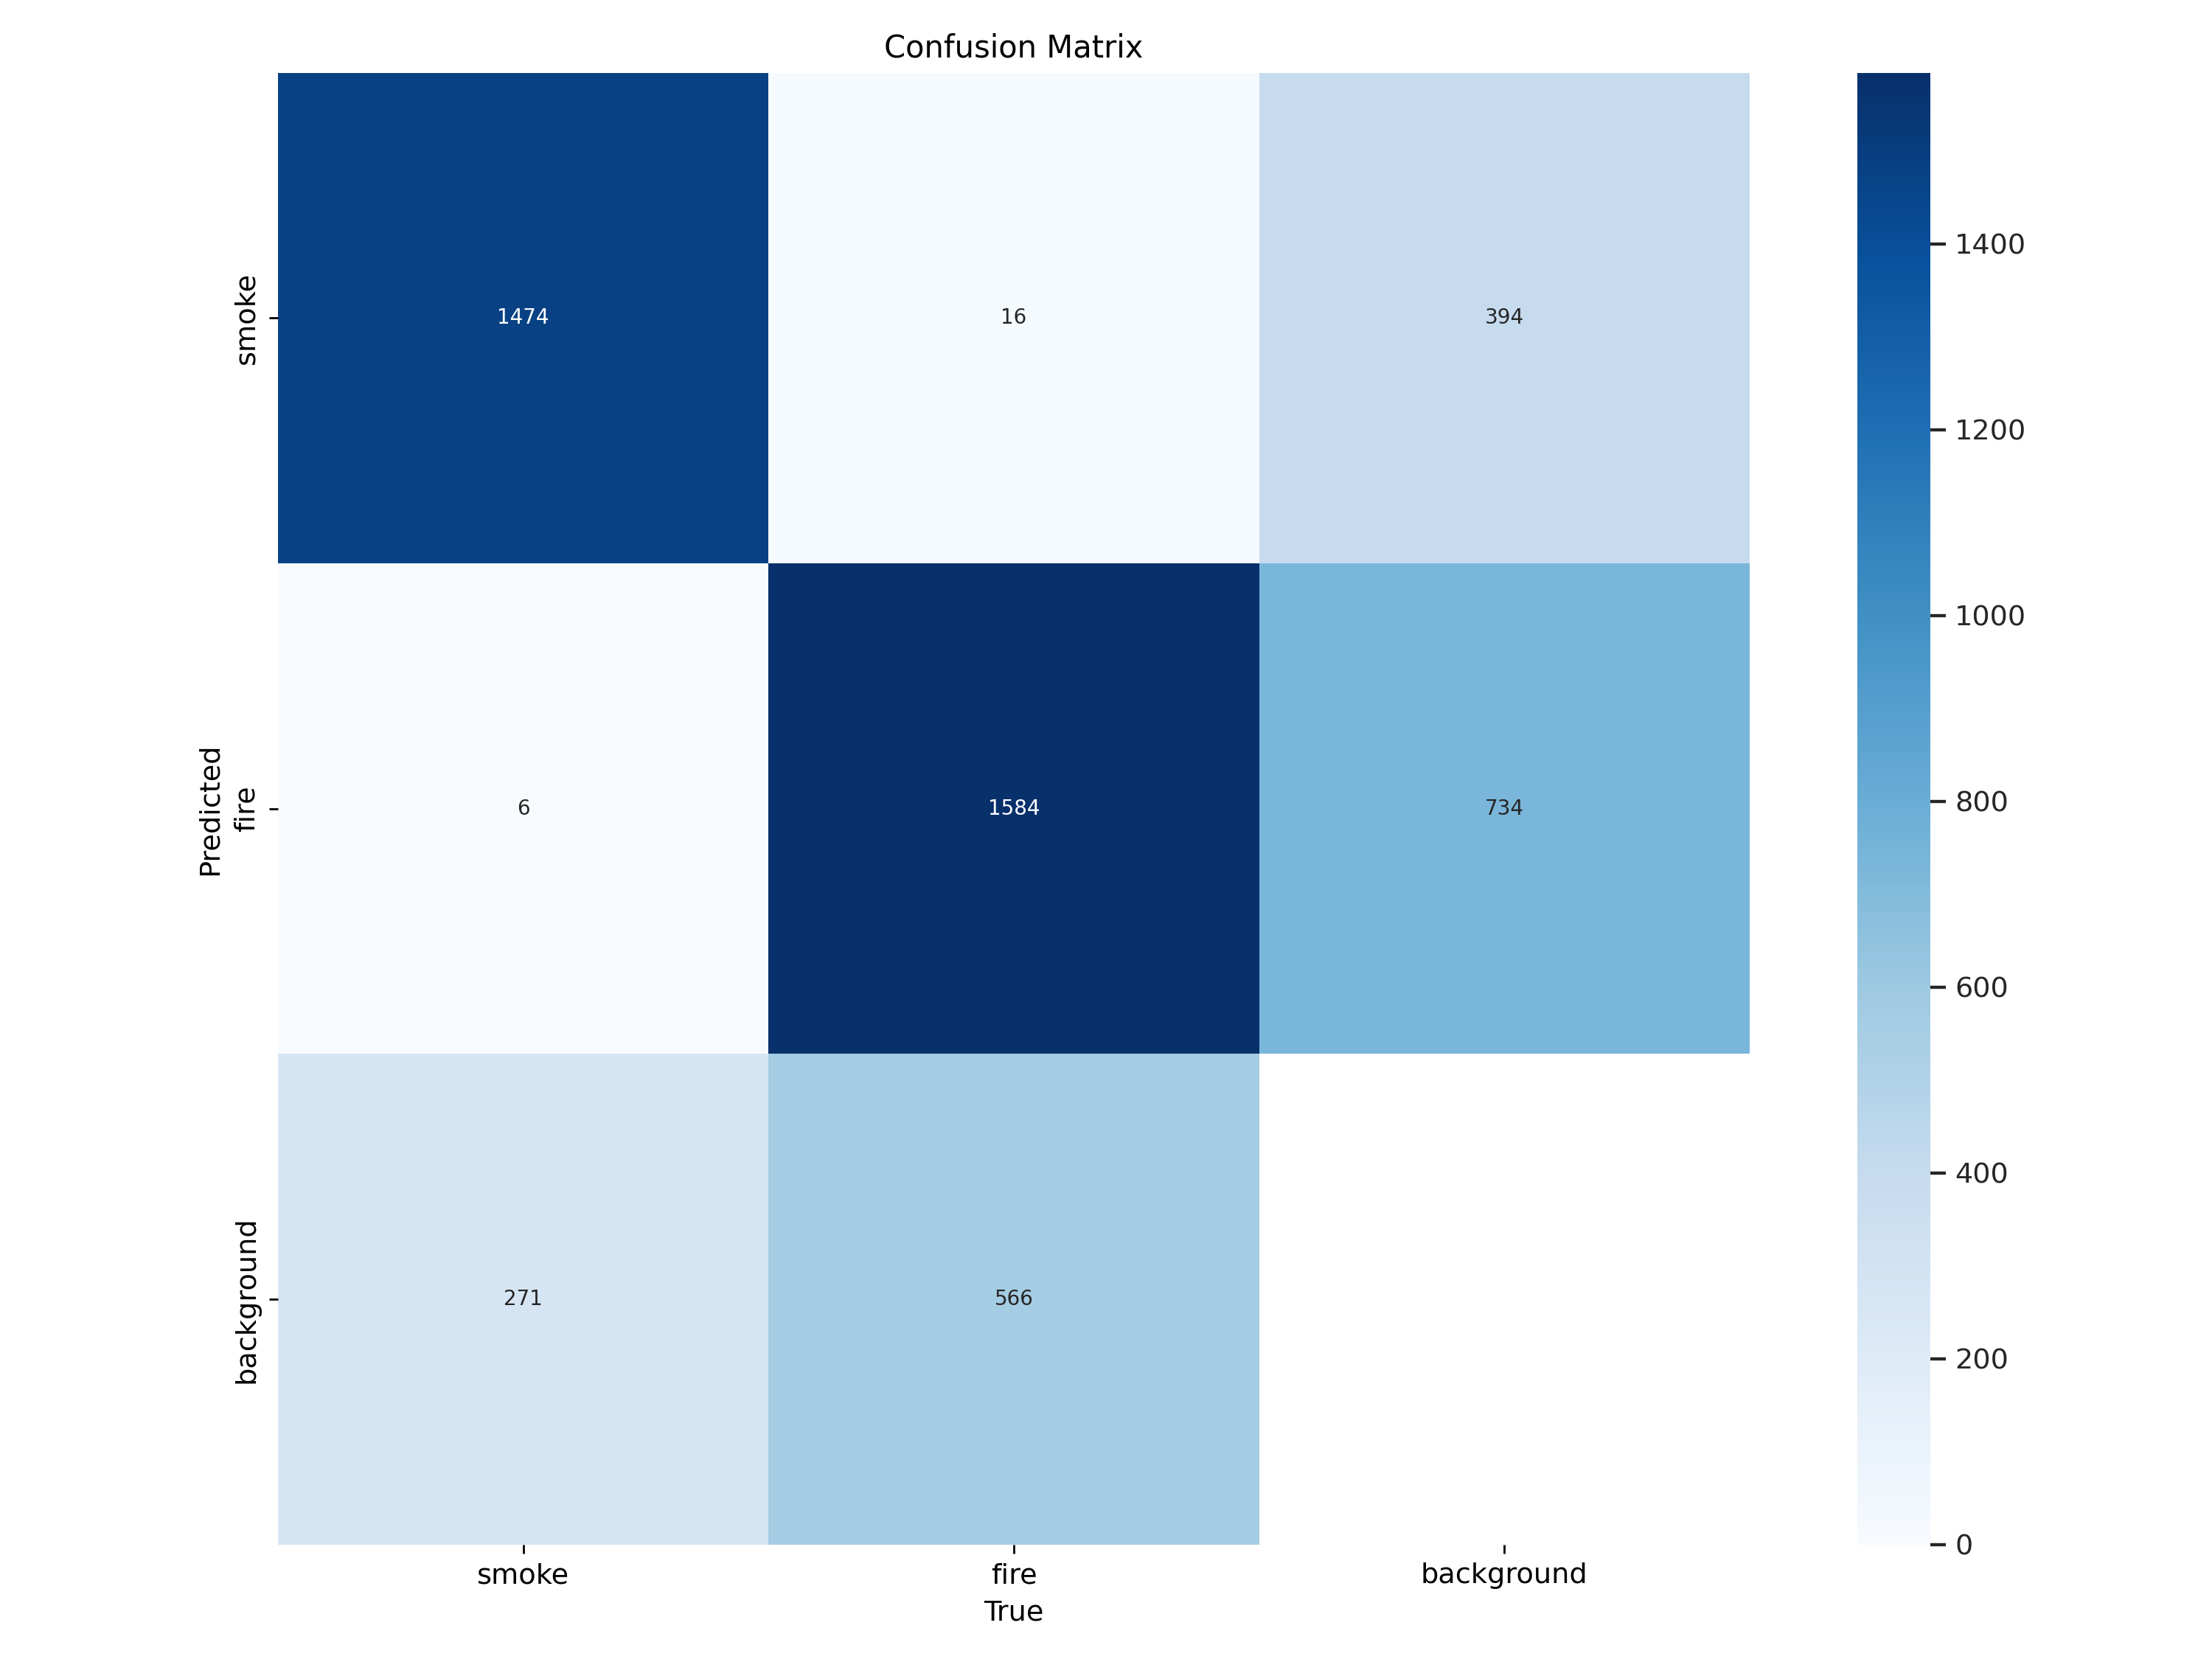 Confusion Matrix
Predicted
smoke
1474
16
394
fire
6
1584
734
background
271
566
smoke
fire
background
True
1400
1200
1000
800
600
400
200
0